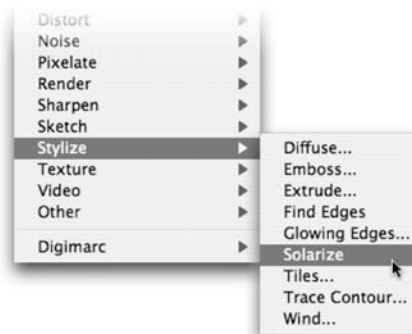 Distort
Noise
Pixelate
Render
Sharpen
Sketch
Stylize
Texture
Video
Other
Digimarc
Diffuse...
Emboss...
Extrude...
Find Edges
Glowing Edges...
Solarize
Tiles...
Trace Contour...
Wind...